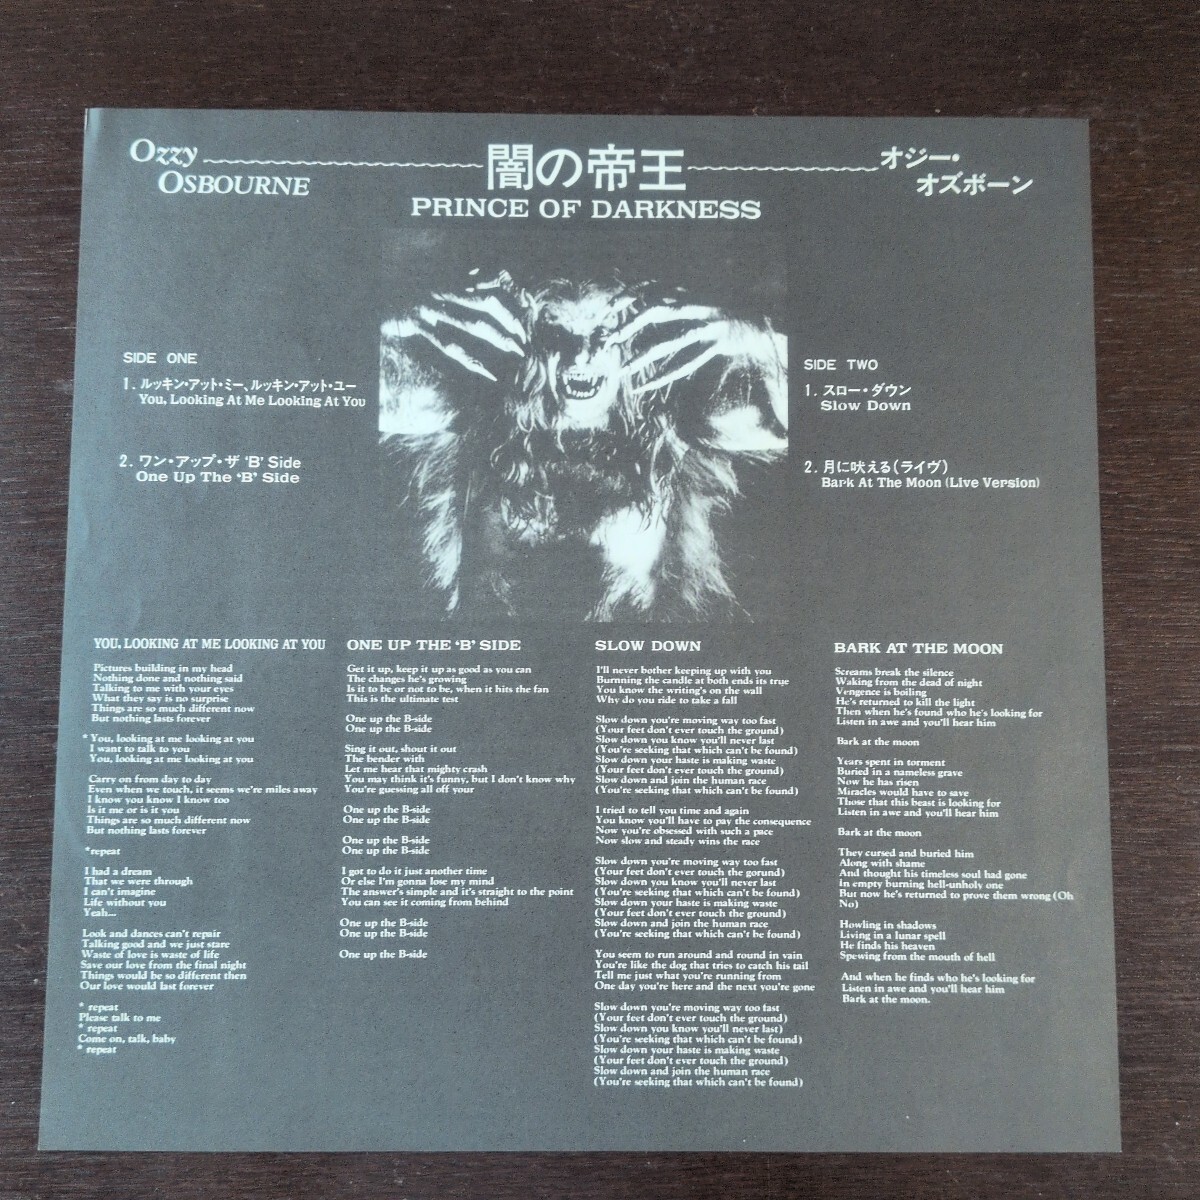 Ozzy
OSBOURNE
闇の帝王
PRINCE OF DARKNESS
オジー・
オズボーン
SIDE ONE
1. ルッキン・アット・ミー、ルッキン・アット・ユー
You, Looking At Me Looking At You
2. ワン・アップ・ザ 'B' Side
One Up The 'B' Side
SIDE TWO
1. スロー・ダウン
Slow Down
2. 月に吠える(ライヴ)
Bark At The Moon (Live Version)
YOU, LOOKING AT ME LOOKING AT YOU
Pictures building in my head
Nothing done and nothing said
Talking to me with your eyes
What they say is no surprise
Things are so much different now
But nothing lasts forever
* You, looking at me looking at you
I want to talk to you
You, looking at me looking at you
Carry on from day to day
Even when we touch, it seems we're miles away
I know you know I know too
Is it me or is it you
Things are so much different now
But nothing lasts forever
*repeat
I had a dream
That we were through
I can't imagine
Life without you
Yeah...
Look and dances can't repair
Talking good and we just stare
Waste of love is waste of life
Save our love from the final night
Things would be so different then
Our love would last forever
* repeat
Please talk to me
* repeat
Come on, talk, baby
* repeat
ONE UP THE 'B' SIDE
Get it up, keep it up as good as you can
The changes he's growing
Is it to be or not to be, when it hits the fan
This is the ultimate test
One up the B-side
One up the B-side
Sing it out, shout it out
The bender with
Let me hear that mighty crash
You may think it's funny, but I don't know why
You're guessing all off your
One up the B-side
One up the B-side
One up the B-side
One up the B-side
I got to do it just another time
Or else I'm gonna lose my mind
The answer's simple and it's straight to the point
You can see it coming from behind
One up the B-side
One up the B-side
One up the B-side
SLOW DOWN
I'll never bother keeping up with you
Burnning the candle at both ends its true
You know the writing's on the wall
Why do you ride to take a fall
Slow down you're moving way too fast
(Your feet don't ever touch the ground)
Slow down you know you'll never last
(You're seeking that which can't be found)
Slow down your haste is making waste
(Your feet don't ever touch the ground)
Slow down and join the human race
(You're seeking that which can't be found)
I tried to tell you time and again
You know you'll have to pay the consequence
Now you're obsessed with such a pace
Now slow and steady wins the race
Slow down you're moving way too fast
(Your feet don't ever touch the gorund)
Slow down you know you'll never last
(You're seeking that which can't be found)
Slow down your haste is making waste
(Your feet don't ever touch the ground)
Slow down and join the human race
(You're seeking that which can't be found)
You seem to run around and round in vain
You're like the dog that tries to catch his tail
Tell me just what you're running from
One day you're here and the next you're gone
Slow down you're moving way too fast
(Your feet don't ever touch the ground)
Slow down you know you'll never last)
(You're seeking that which can't be found)
Slow down your haste is making waste
(Your feet don't ever touch the ground)
Slow down and join the human race
(You're seeking that which can't be found)
BARK AT THE MOON
Screams break the silence
Waking from the dead of night
Vengence is boiling
He's returned to kill the light
Then when he's found who he's looking for
Listen in awe and you'll hear him
Bark at the moon
Years spent in torment
Buried in a nameless grave
Now he has risen
Miracles would have to save
Those that this beast is looking for
Listen in awe and you'll hear him
Bark at the moon
They cursed and buried him
Along with shame
And thought his timeless soul had gone
In empty burning hell-unholy one
But now he's returned to prove them wrong (Oh
No)
Howling in shadows
Living in a lunar spell
He finds his heaven
Spewing from the mouth of hell
And when he finds who he's looking for
Listen in awe and you'll hear him
Bark at the moon.